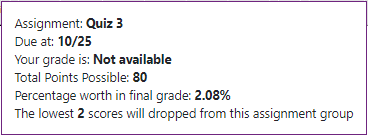 Assignment: Quiz 3
Due at: 10/25
Your grade is: Not available
Total Points Possible: 80
Percentage worth in final grade: 2.08%
The lowest 2 scores will dropped from this assignment group